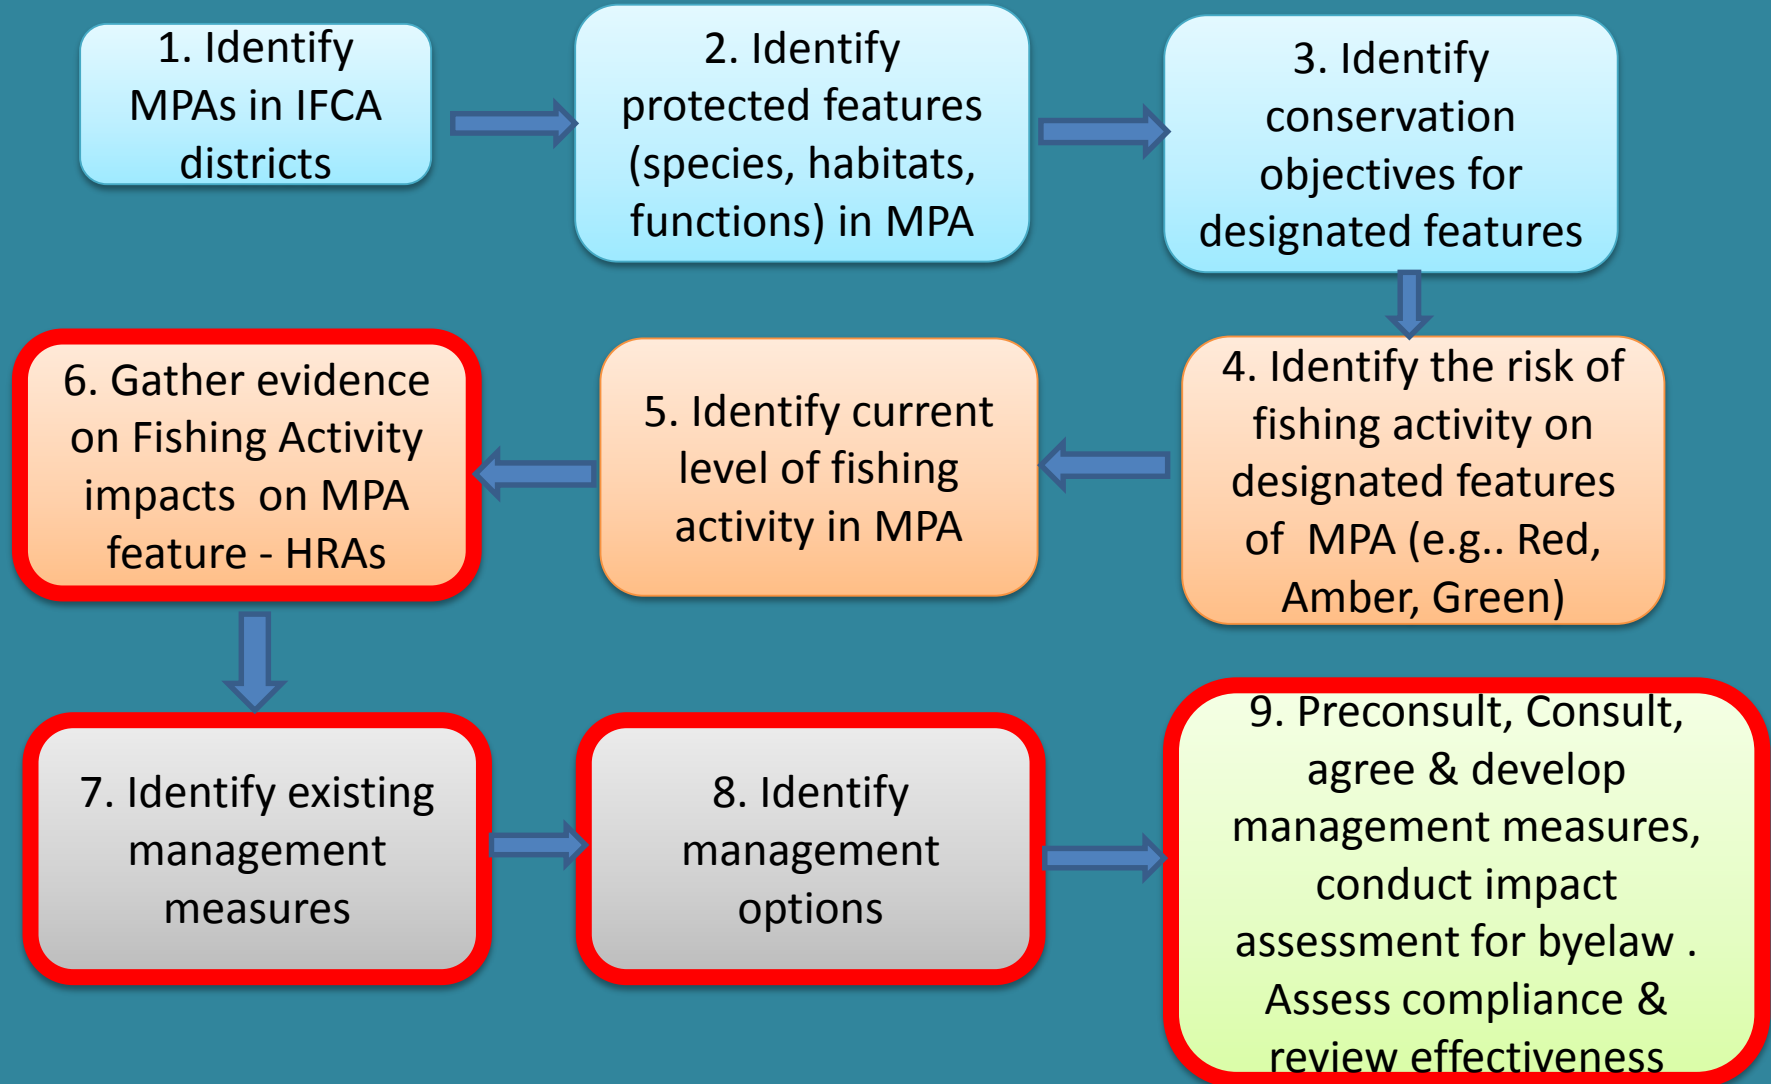 1. Identify
MPAs in IFCA
districts
2. Identify
protected features
(species, habitats,
functions) in MPA
3. Identify
conservation
objectives for
designated features
4. Identify the risk of
fishing activity on
designated features
of  MPA (e.g.. Red,
Amber, Green)
5. Identify current
level of fishing
activity in MPA
6. Gather evidence
on Fishing Activity
impacts  on MPA
feature - HRAs
7. Identify existing
management
measures
8. Identify
management
options
9. Preconsult, Consult,
agree & develop
management measures,
conduct impact
assessment for byelaw .
Assess compliance &
review effectiveness